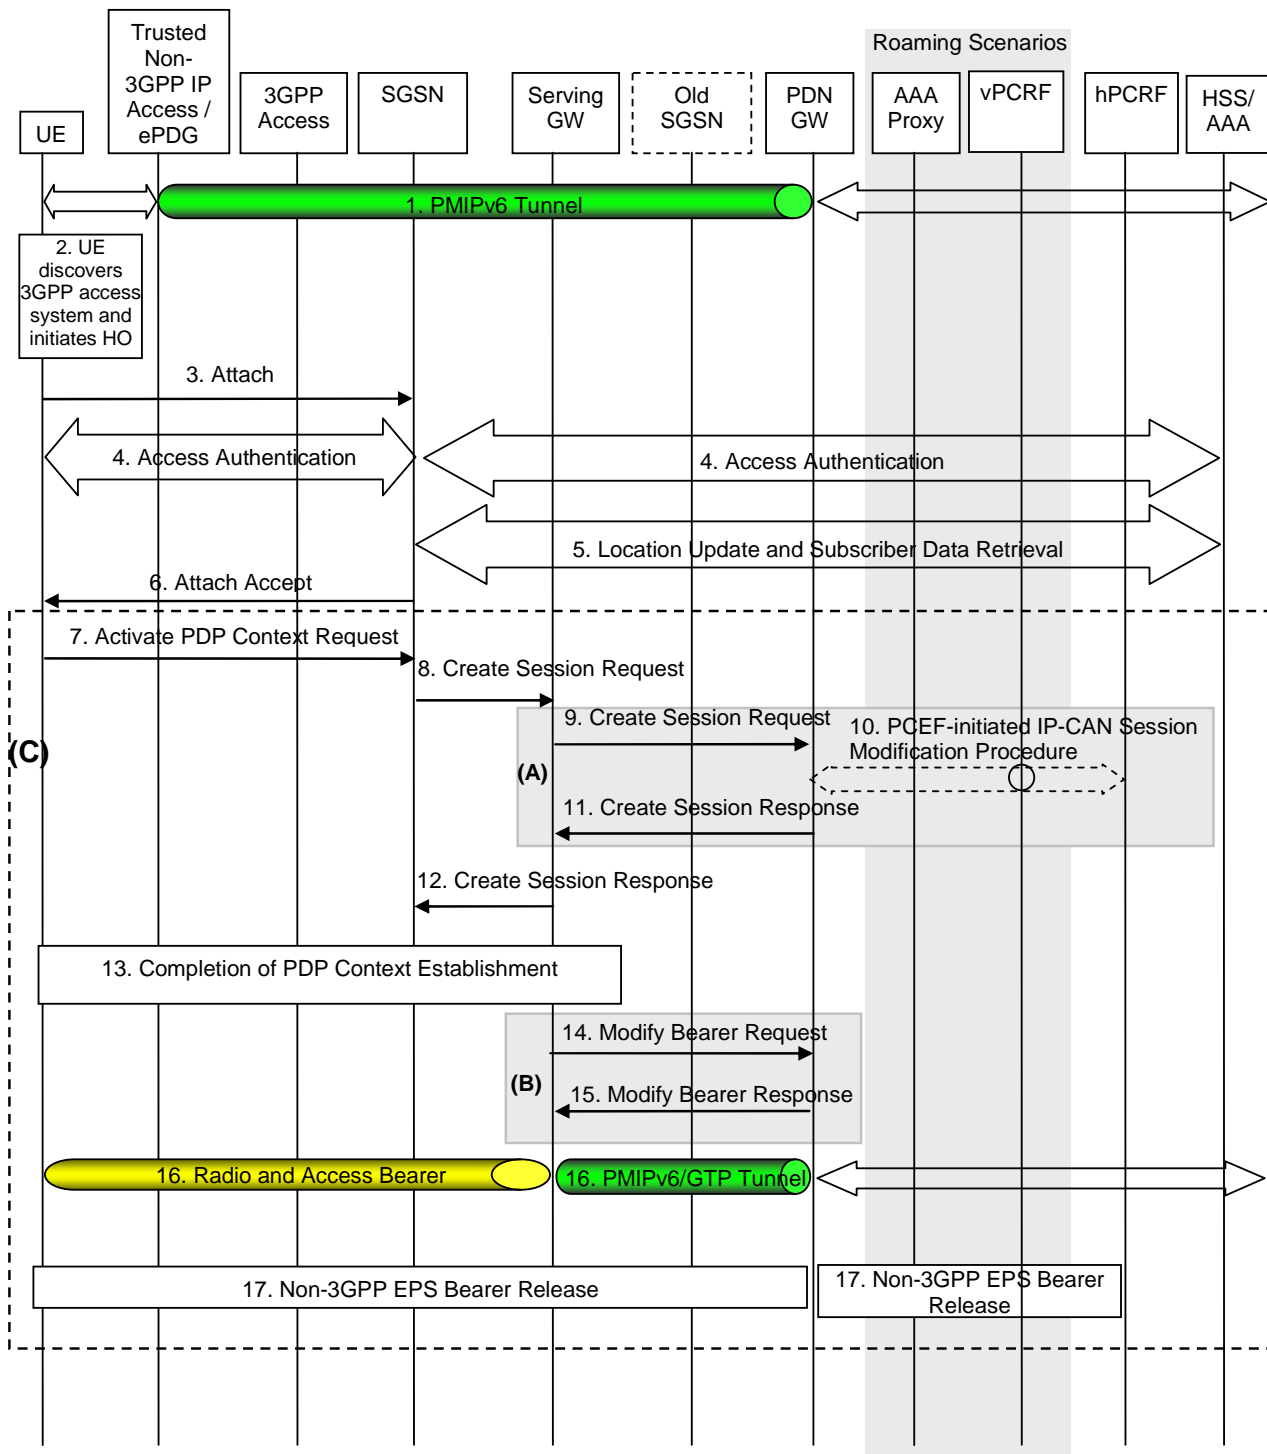 Roaming Scenarios
UE
Trusted
Non-
3GPP IP
Access /
ePDG
3GPP
Access
SGSN
Serving
GW
Old
SGSN
PDN
GW
AAA
Proxy
vPCRF
hPCRF
HSS/
AAA
1. PMIPv6 Tunnel
2. UE
discovers
3GPP access
system and
initiates HO
3. Attach
4. Access Authentication
4. Access Authentication
5. Location Update and Subscriber Data Retrieval
6. Attach Accept
7. Activate PDP Context Request
8. Create Session Request
(C)
9. Create Session Request
10. PCEF-initiated IP-CAN Session
Modification Procedure
(A)
11. Create Session Response
12. Create Session Response
13. Completion of PDP Context Establishment
14. Modify Bearer Request
(B)
15. Modify Bearer Response
16. Radio and Access Bearer
16. PMIPv6/GTP Tunnel
17. Non-3GPP EPS Bearer Release
17. Non-3GPP EPS Bearer
Release